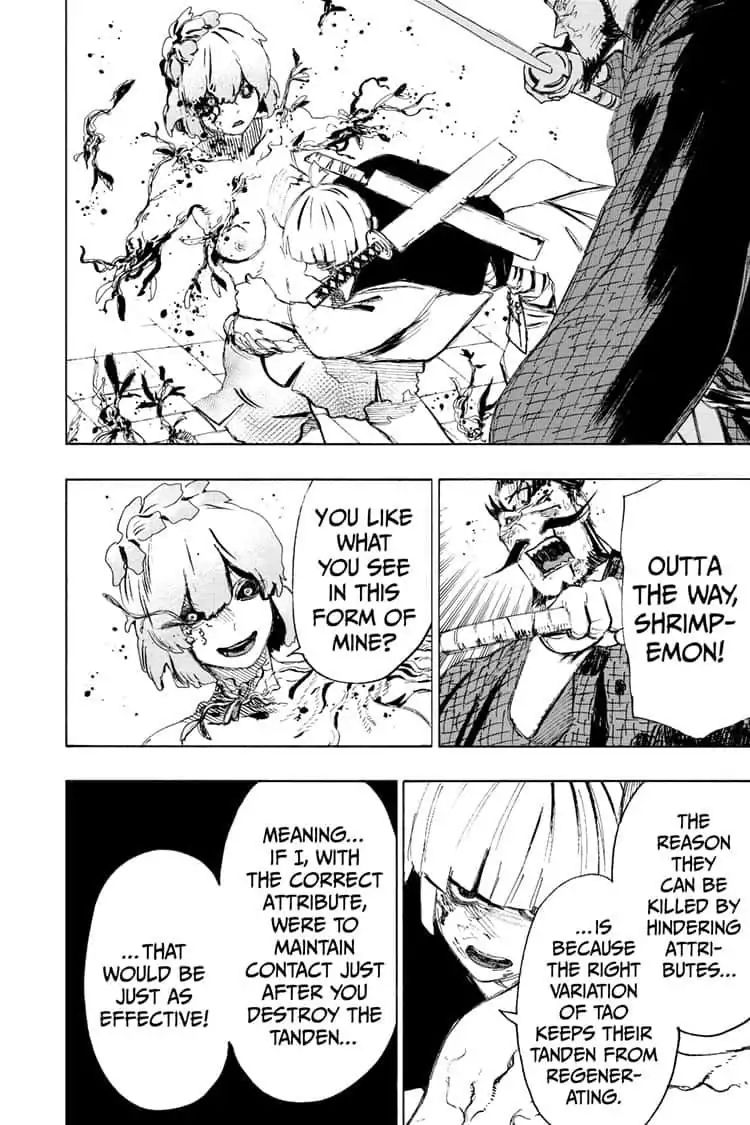 OUTTA
THE WAY,
SHRIMP-
EMON!
YOU LIKE
WHAT
YOU SEE
IN THIS
FORM OF
MINE?
THE
REASON
THEY
CAN BE
KILLED BY
HINDERING
ATTRI-
BUTES...
...IS
BECAUSE
THE RIGHT
VARIATION
OF TAO
KEEPS THEIR
TANDEN FROM
REGENER-
ATING.
MEANING...
IF I, WITH
THE CORRECT
ATTRIBUTE,
WERE TO
MAINTAIN
CONTACT JUST
AFTER YOU
DESTROY THE
TANDEN...
...THAT
WOULD BE
JUST AS
EFFECTIVE!